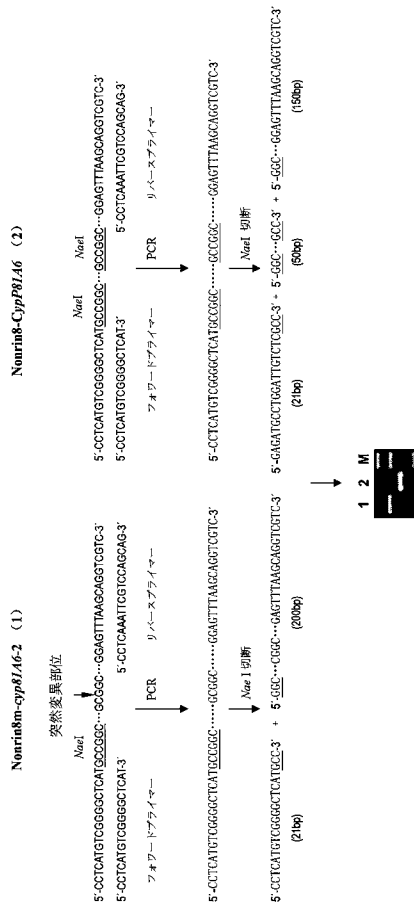 Nonrin8m-cyp81A6-2 （1）
突然変異部位
NaeI
5´-CCTCATGTCGGGGCTCATGCCGGC···GCGGC···GGAGTTTAAGCAGGTCGTC-3´
5´-CCTCATGTCGGGGCTCAT-3´
5´-CCTCAAATTCGTCCAGCAG-3´
フォワードプライマー
PCR
リバースプライマー
5´-CCTCATGTCGGGGCTCATGCCGGC······GCGGC······GGAGTTTAAGCAGGTCGTC-3´
Nae I 切断
5´-CCTCATGTCGGGGCTCATGCC-3´ + 5´-GGC···CGGC···GAGTTTAAGCAGGTCGTC-3´
(21bp)
(200bp)
Nonrin8-CypP81A6 （2）
NaeI
NaeI
5´-CCTCATGTCGGGGCTCATGCCGGC···GCCGGC···GGAGTTTAAGCAGGTCGTC-3´
5´-CCTCATGTCGGGGCTCAT-3´
5´-CCTCAAATTCGTCCAGCAG-3´
フォワードプライマー
PCR
リバースプライマー
5´-CCTCATGTCGGGGCTCATGCCGGC······GCCGGC······GGAGTTTAAGCAGGTCGTC-3´
NaeI 切断
5´-GAGATGCCTGGATTGTCTCGCC-3´ + 5´-GGC···GCC-3´ + 5´-GGC···GGAGTTTAAGCAGGTCGTC-3´
(21bp)
(50bp)
(150bp)
1 2 M